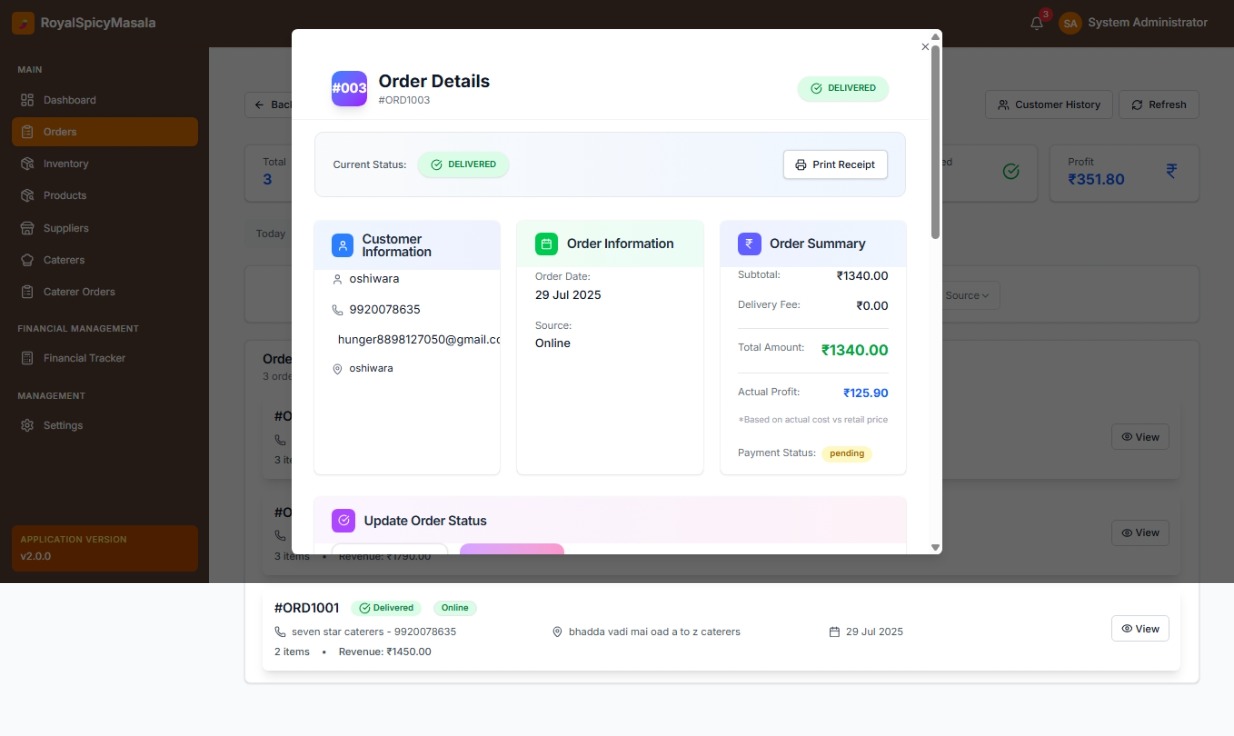 RoyalSpicyMasala
3
SA
System Administrator
MAIN
Dashboard
Orders
Inventory
Products
Suppliers
Caterers
Caterer Orders
FINANCIAL MANAGEMENT
Financial Tracker
MANAGEMENT
Settings
APPLICATION VERSION
v2.0.0
Customer History
Refresh
Total
3
Profit
₹351.80
₹
Today
Source
3 orde
#O
3 it
View
#O
3 items • Revenue: ₹1790.00
View
#003
Order Details
#ORD1003
DELIVERED
Current Status:
DELIVERED
Print Receipt
Customer
Information
oshiwara
9920078635
hunger8898127050@gmail.co
oshiwara
Order Information
Order Date:
29 Jul 2025
Source:
Online
₹
Order Summary
Subtotal: ₹1340.00
Delivery Fee: ₹0.00
Total Amount: ₹1340.00
Actual Profit: ₹125.90
*Based on actual cost vs retail price
Payment Status: pending
Update Order Status
#ORD1001 Delivered Online
seven star caterers - 9920078635
bhadda vadi mai oad a to z caterers
29 Jul 2025
2 items • Revenue: ₹1450.00
View